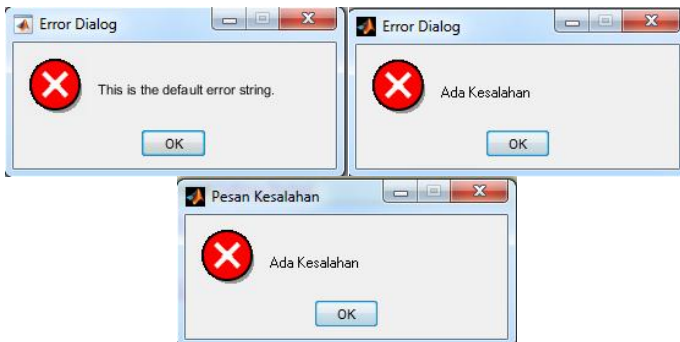 Error Dialog
This is the default error string.
OK
Error Dialog
Ada Kesalahan
OK
Pesan Kesalahan
Ada Kesalahan
OK